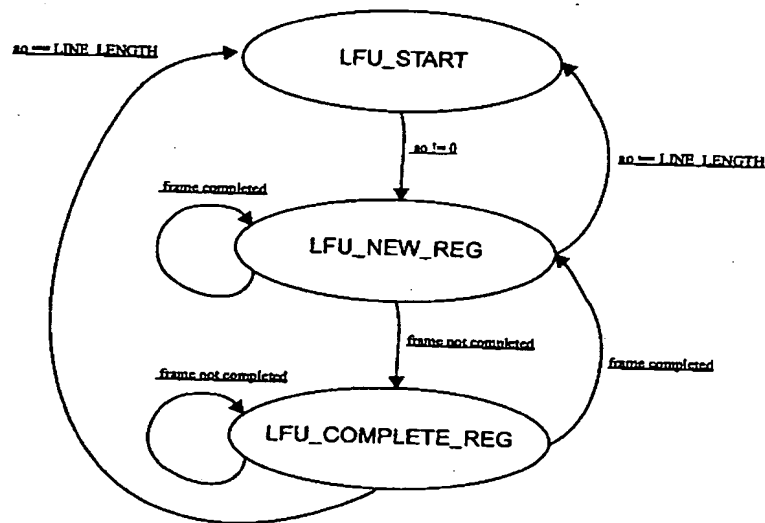 ao == LINE_LENGTH
LFU_START
ao != 0
ao == LINE_LENGTH
frame completed
LFU_NEW_REG
frame not completed
frame completed
frame not completed
LFU_COMPLETE_REG